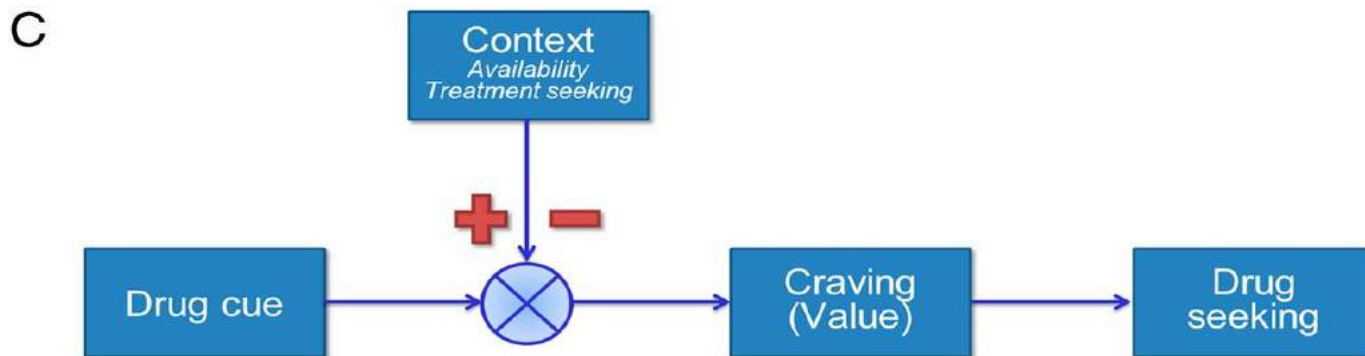 C
Context
Availability
Treatment seeking
Drug cue
Craving
(Value)
Drug
seeking